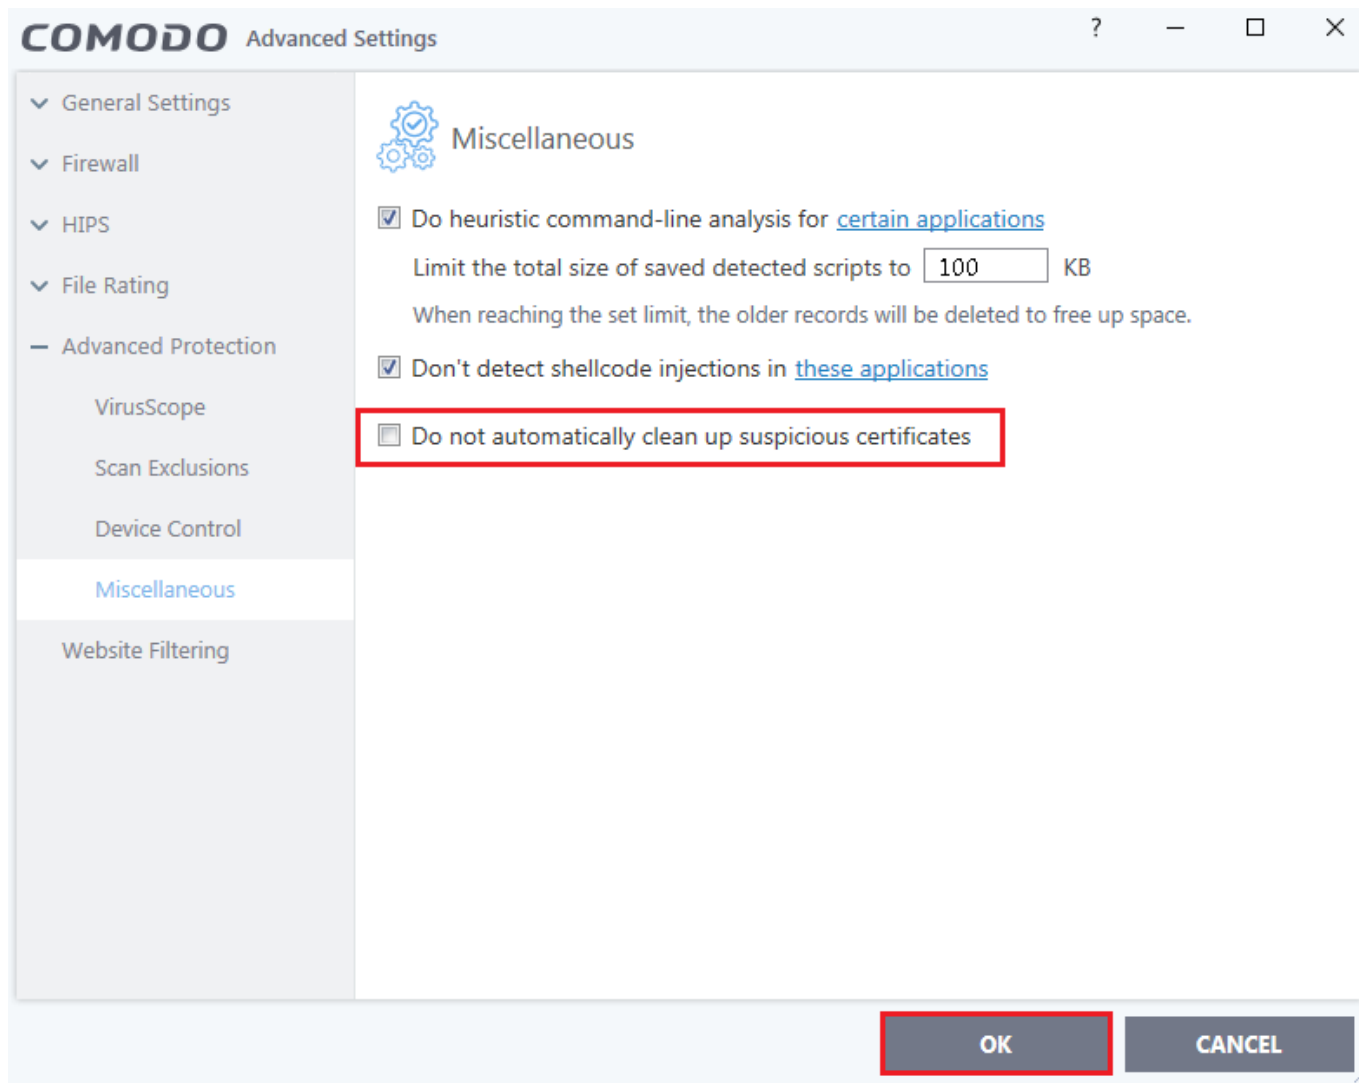 COMODO Advanced Settings ?
General Settings
Firewall
HIPS
File Rating
Advanced Protection
VirusScope
Scan Exclusions
Device Control
Miscellaneous
Website Filtering
Miscellaneous
Do heuristic command-line analysis for certain applications
Limit the total size of saved detected scripts to 100 KB
When reaching the set limit, the older records will be deleted to free up space.
Don't detect shellcode injections in these applications
Do not automatically clean up suspicious certificates
OK CANCEL